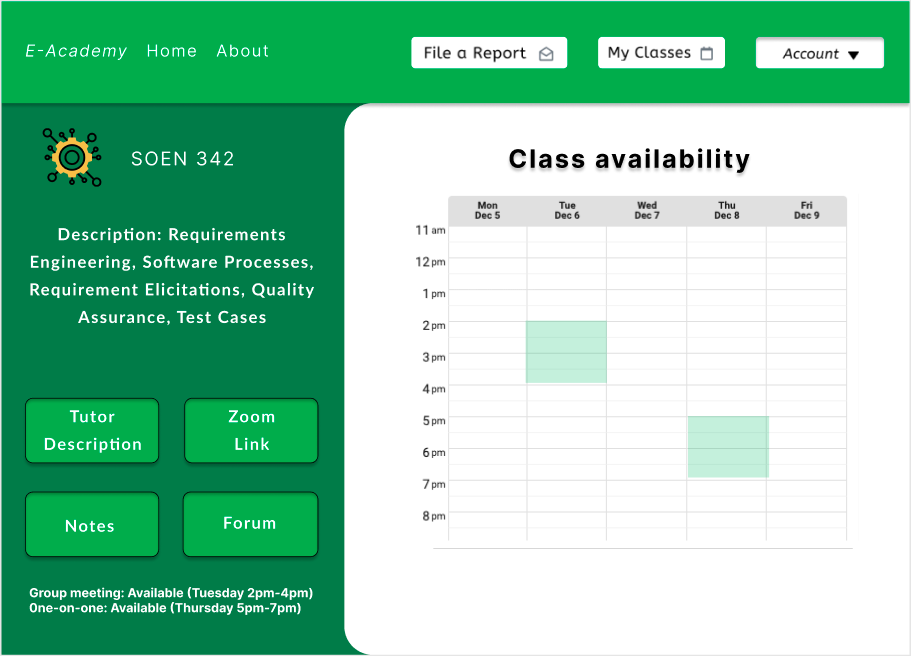 E-Academy Home About File a Report My Classes Account ▼
SOEN 342
Description: Requirements
Engineering, Software Processes,
Requirement Elicitations, Quality
Assurance, Test Cases
Tutor
Description
Zoom
Link
Notes
Forum
Group meeting: Available (Tuesday 2pm-4pm)
One-on-one: Available (Thursday 5pm-7pm)
Class availability
Mon Tue Wed Thu Fri
Dec 5 Dec 6 Dec 7 Dec 8 Dec 9
11 am
12 pm
1 pm
2 pm
3 pm
4 pm
5 pm
6 pm
7 pm
8 pm